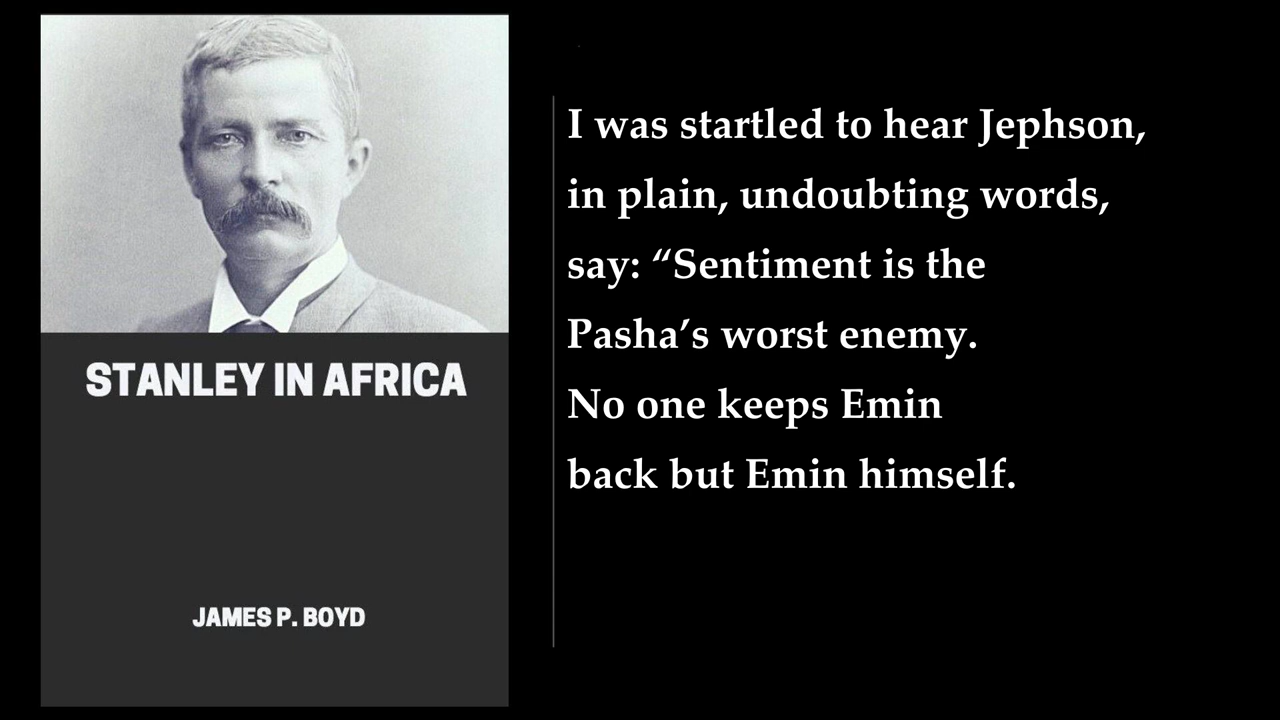 STANLEY IN AFRICA
JAMES P. BOYD
I was startled to hear Jephson,
in plain, undoubting words,
say: “Sentiment is the
Pasha’s worst enemy.
No one keeps Emin
back but Emin himself.